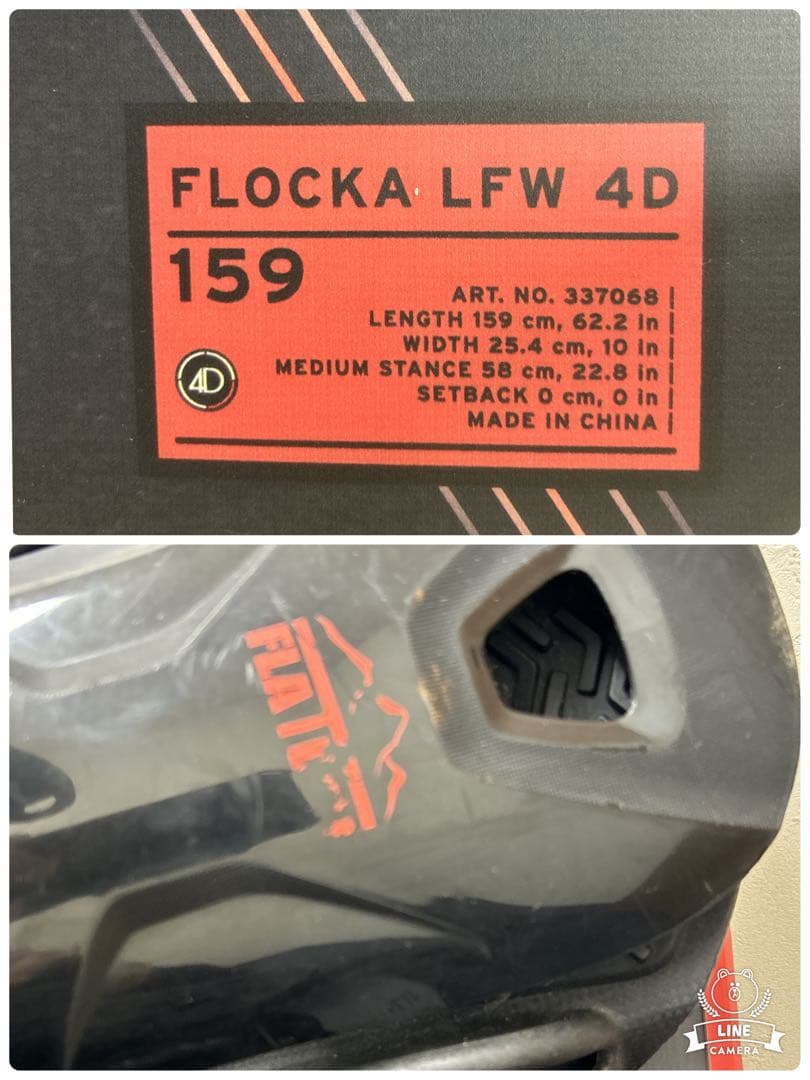 FLOCKA LFW 4D
159
ART. NO. 337068
LENGTH 159 cm, 62.2 in
WIDTH 25.4 cm, 10 in
MEDIUM STANCE 58 cm, 22.8 in
4D
SETBACK 0 cm, 0 in
MADE IN CHINA
LINE
CAMERA